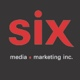 six
media + marketing inc.